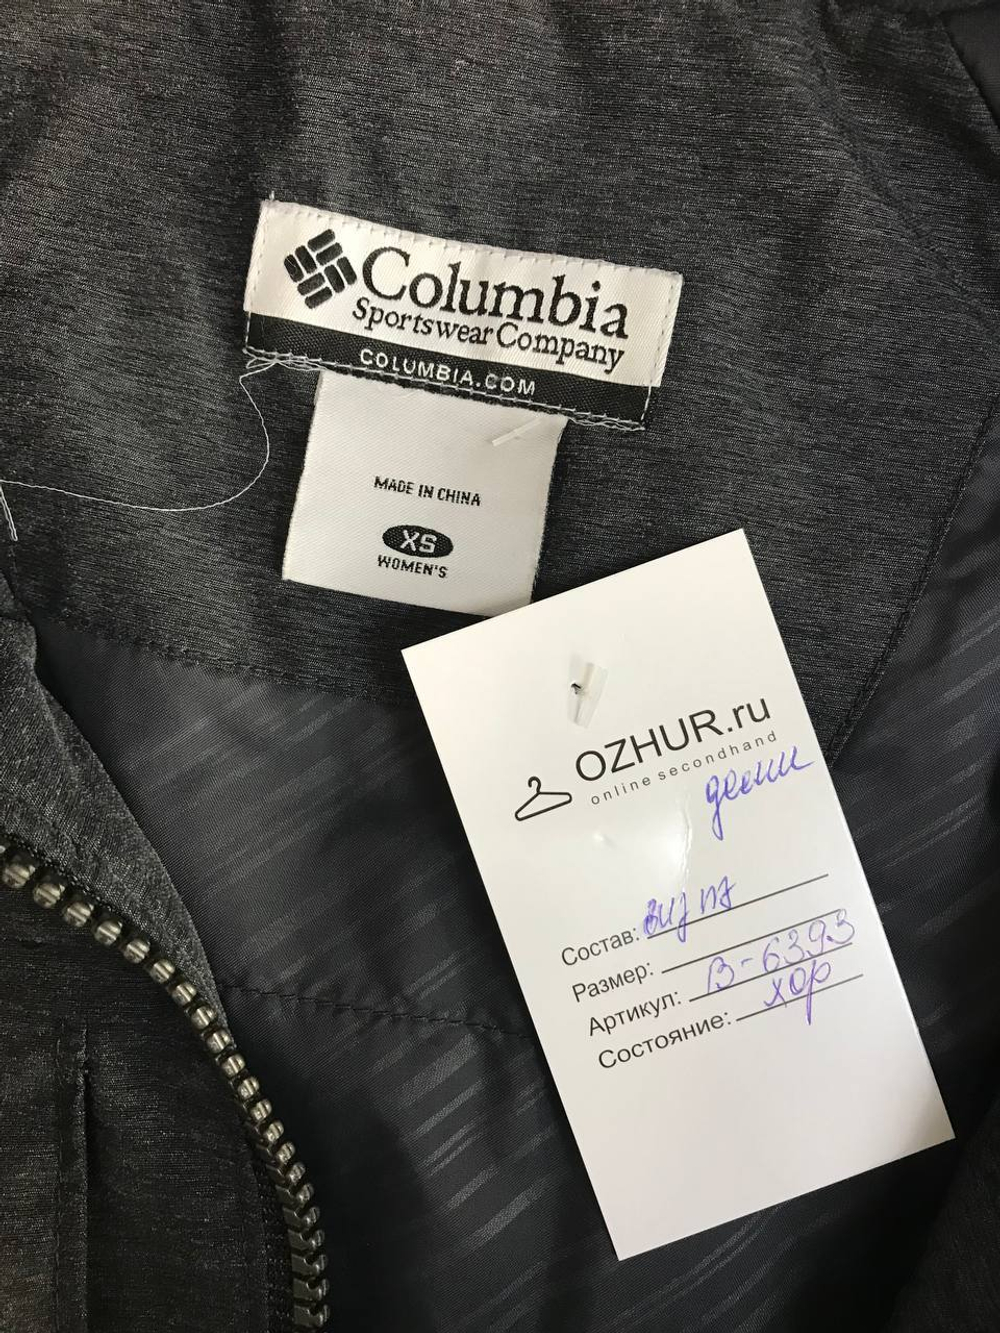 Columbia
Sportswear Company
COLUMBIA.COM
MADE IN CHINA
XS
WOMEN'S
OZHUR.ru
online secondhand
деми
Состав:
Размер:
Артикул: В-6393
Состояние: хор